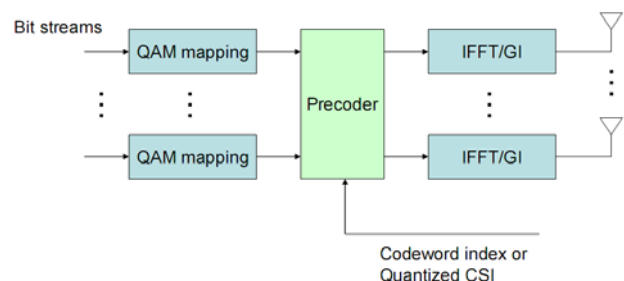 Bit streams
QAM mapping
IFFT/GI
Precoder
QAM mapping
IFFT/GI
Codeword index or
Quantized CSI